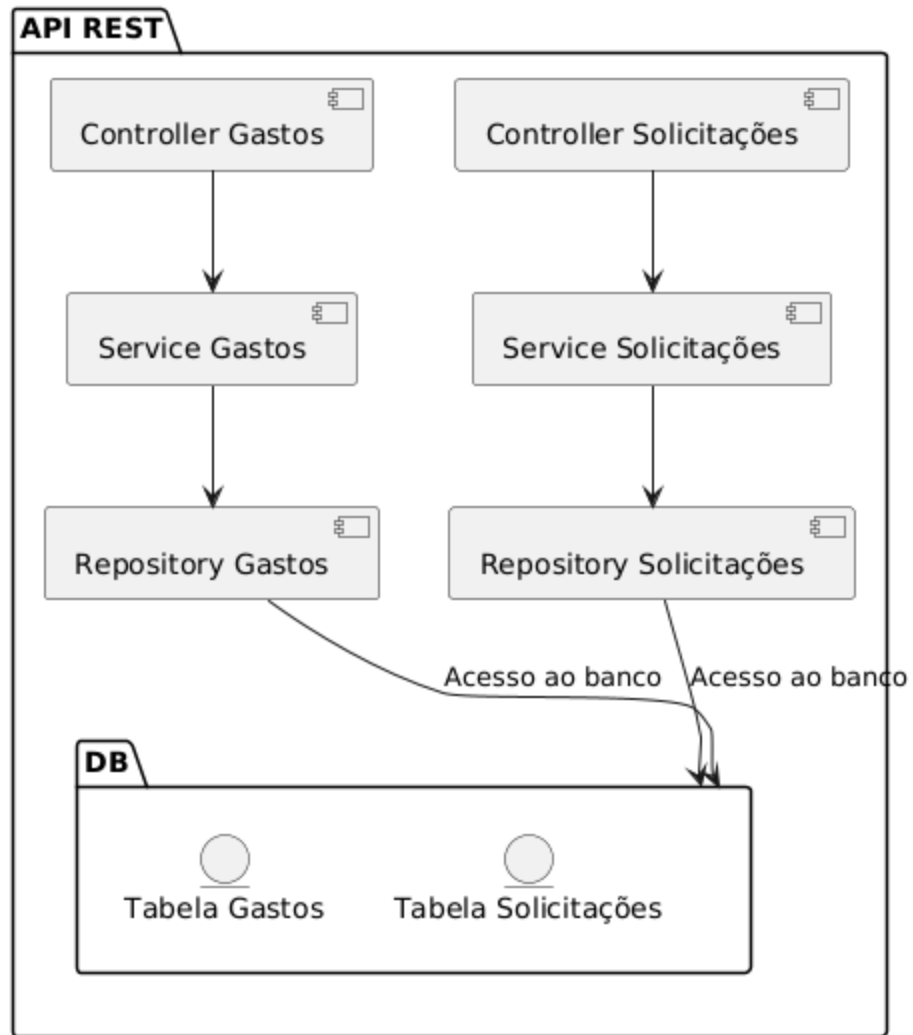 API REST
Controller Gastos
Controller Solicitações
Service Gastos
Service Solicitações
Repository Gastos
Repository Solicitações
Acesso ao banco
Acesso ao banco
DB
Tabela Gastos
Tabela Solicitações